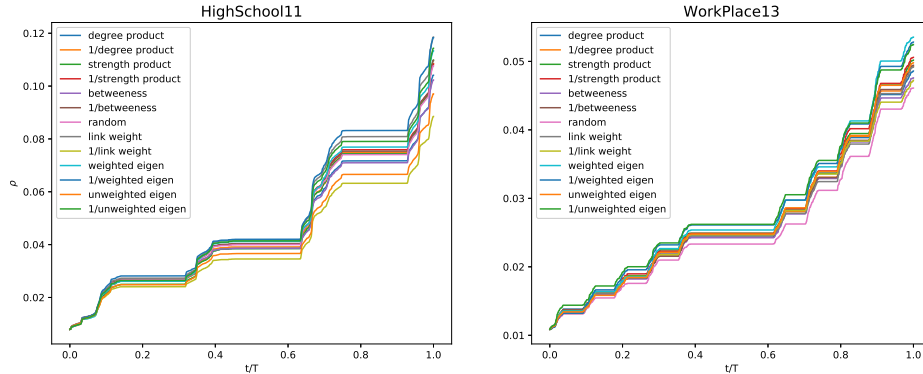 HighSchool11
0.12
0.10
0.08
0.06
0.04
0.02
ρ
degree product
1/degree product
strength product
1/strength product
betweeness
1/betweeness
random
link weight
1/link weight
weighted eigen
1/weighted eigen
unweighted eigen
1/unweighted eigen
0.0 0.2 0.4 0.6 0.8 1.0
t/T
WorkPlace13
0.05
0.04
0.03
0.02
0.01
degree product
1/degree product
strength product
1/strength product
betweeness
1/betweeness
random
link weight
1/link weight
weighted eigen
1/weighted eigen
unweighted eigen
1/unweighted eigen
0.0 0.2 0.4 0.6 0.8 1.0
t/T